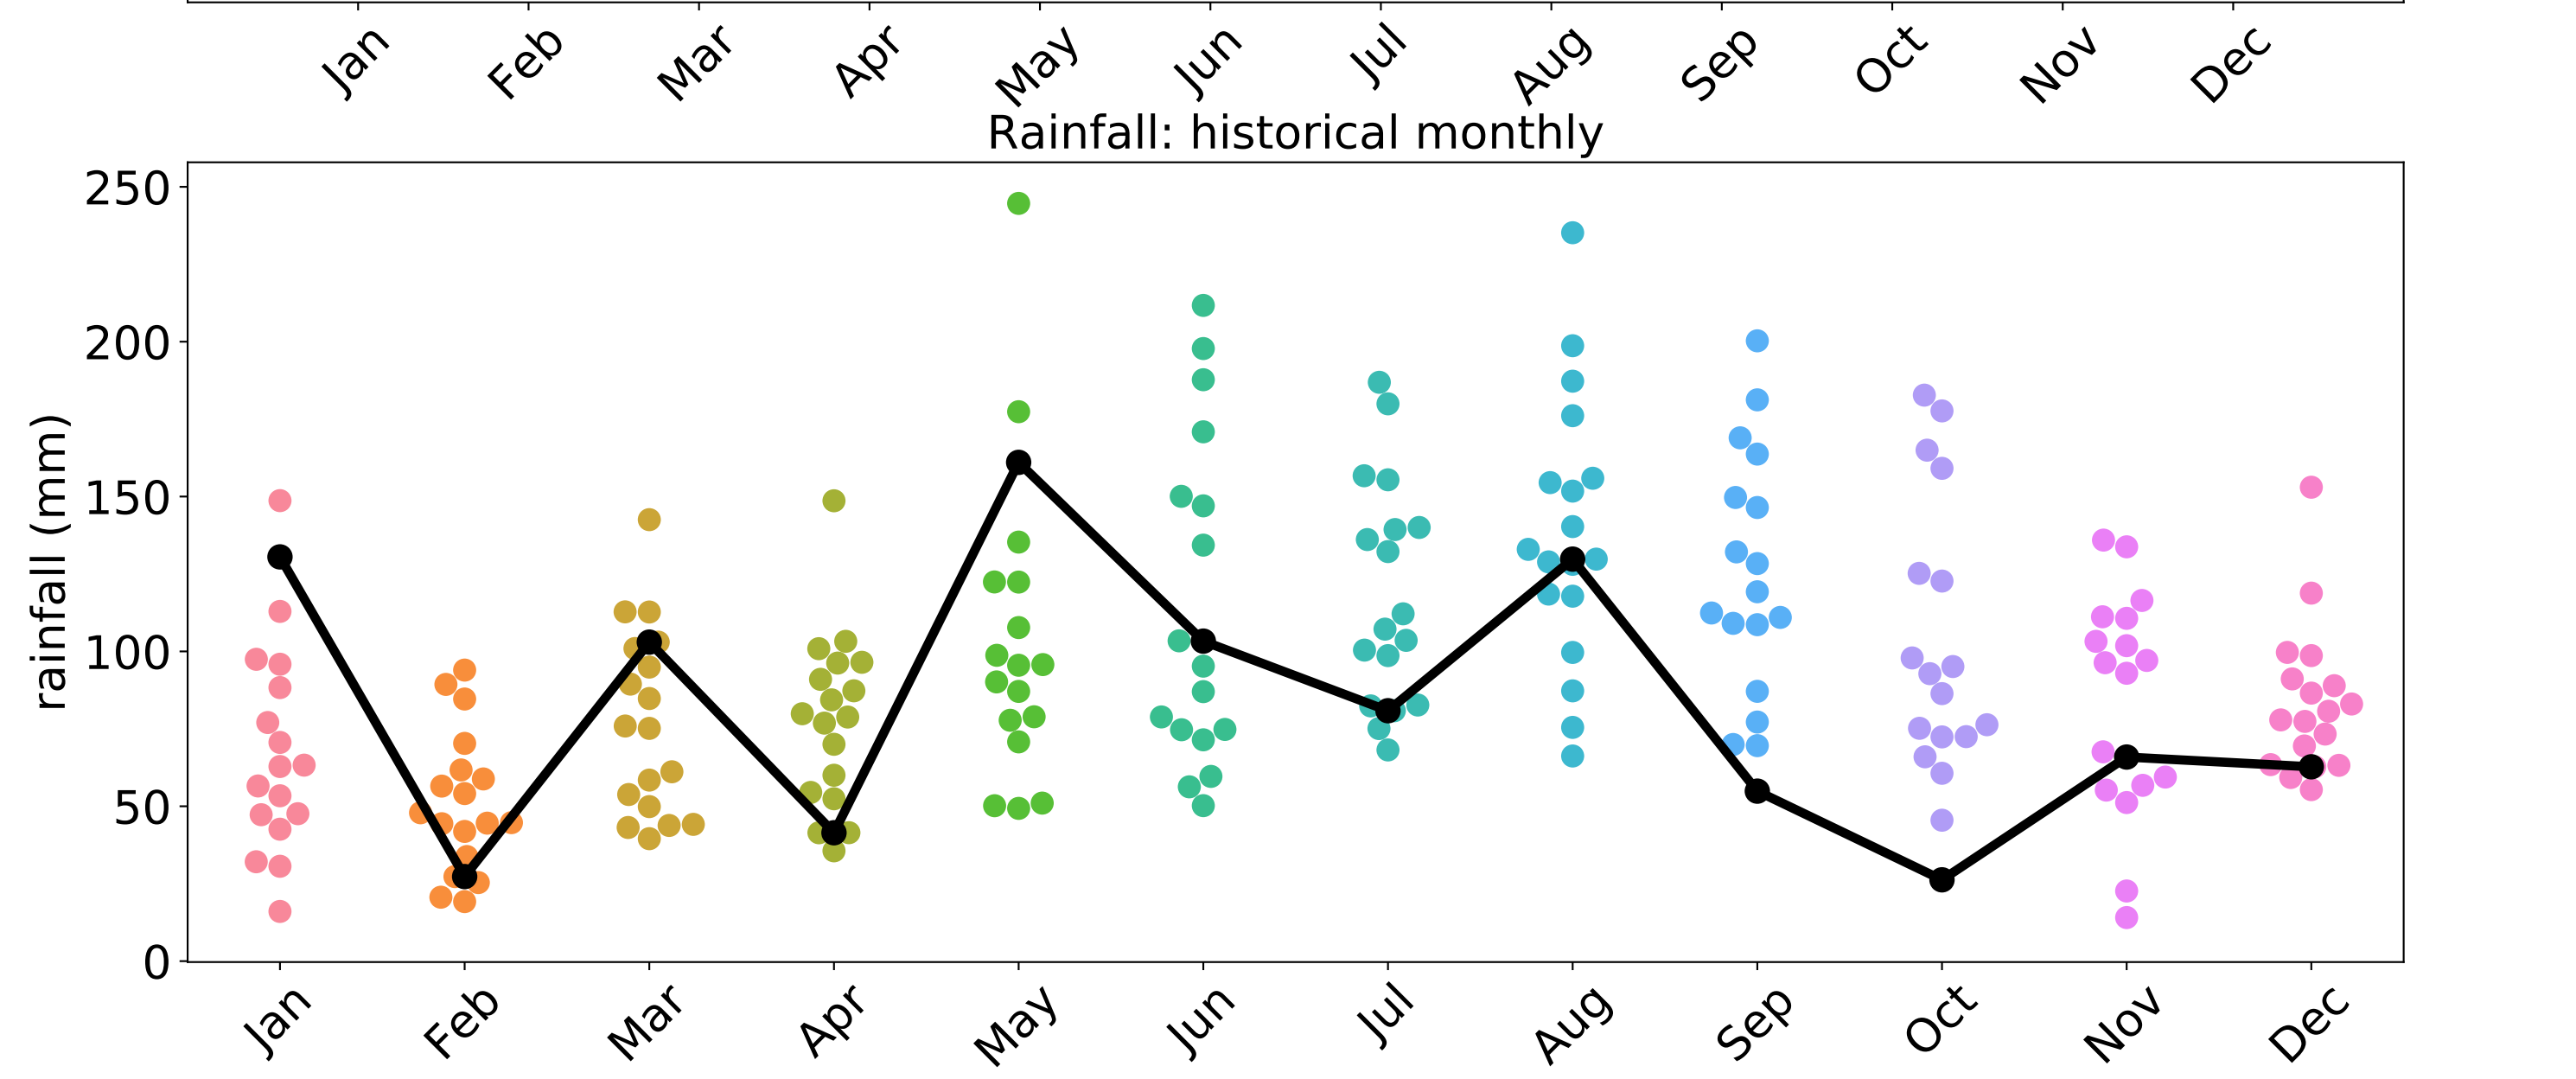 Jan Feb Mar Apr May Jun Jul Aug Sep Oct Nov Dec
Rainfall: historical monthly
250
200
150
100
50
0
rainfall (mm)
Jan Feb Mar Apr May Jun Jul Aug Sep Oct Nov Dec